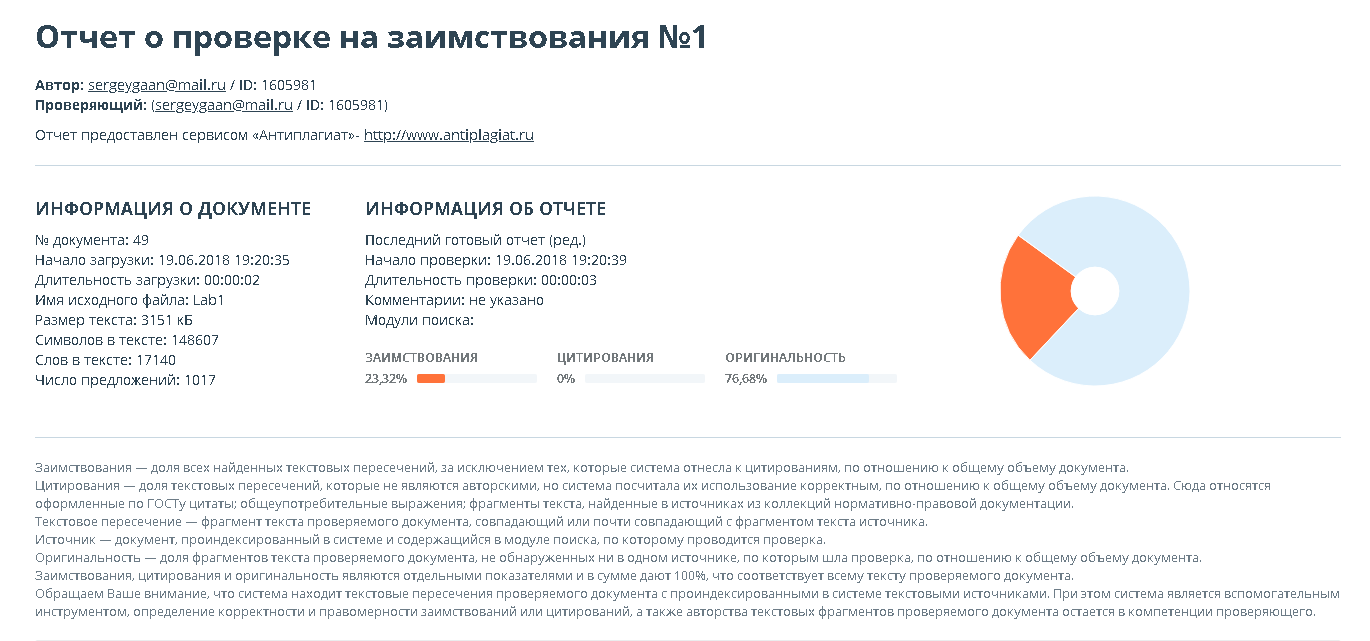 Отчет о проверке на заимствования №1
Автор: sergeygaan@mail.ru / ID: 1605981
Проверяющий: (sergeygaan@mail.ru / ID: 1605981)
Отчет предоставлен сервисом «Антиплагиат»- http://www.antiplagiat.ru
ИНФОРМАЦИЯ О ДОКУМЕНТЕ
№ документа: 49
Начало загрузки: 19.06.2018 19:20:35
Длительность загрузки: 00:00:02
Имя исходного файла: Lab1
Размер текста: 3151 кБ
Символов в тексте: 148607
Слов в тексте: 17140
Число предложений: 1017
ИНФОРМАЦИЯ ОБ ОТЧЕТЕ
Последний готовый отчет (ред.)
Начало проверки: 19.06.2018 19:20:39
Длительность проверки: 00:00:03
Комментарии: не указано
Модули поиска:
ЗАИМСТВОВАНИЯ
23,32%
ЦИТИРОВАНИЯ
0%
ОРИГИНАЛЬНОСТЬ
76,68%
Заимствования — доля всех найденных текстовых пересечений, за исключением тех, которые система отнесла к цитированиям, по отношению к общему объему документа.
Цитирования — доля текстовых пересечений, которые не являются авторскими, но система посчитала их использование корректным, по отношению к общему объему документа. Сюда относятся
оформленные по ГОСТу цитаты; общеупотребительные выражения; фрагменты текста, найденные в источниках из коллекций нормативно-правовой документации.
Текстовое пересечение — фрагмент текста проверяемого документа, совпадающий или почти совпадающий с фрагментом текста источника.
Источник — документ, проиндексированный в системе и содержащийся в модуле поиска, по которому проводится проверка.
Оригинальность — доля фрагментов текста проверяемого документа, не обнаруженных ни в одном источнике, по которым шла проверка, по отношению к общему объему документа.
Заимствования, цитирования и оригинальность являются отдельными показателями и в сумме дают 100%, что соответствует всему тексту проверяемого документа.
Обращаем Ваше внимание, что система находит текстовые пересечения проверяемого документа с проиндексированными в системе текстовыми источниками. При этом система является вспомогательным
инструментом, определение корректности и правомерности заимствований или цитирований, а также авторства текстовых фрагментов проверяемого документа остается в компетенции проверяющего.